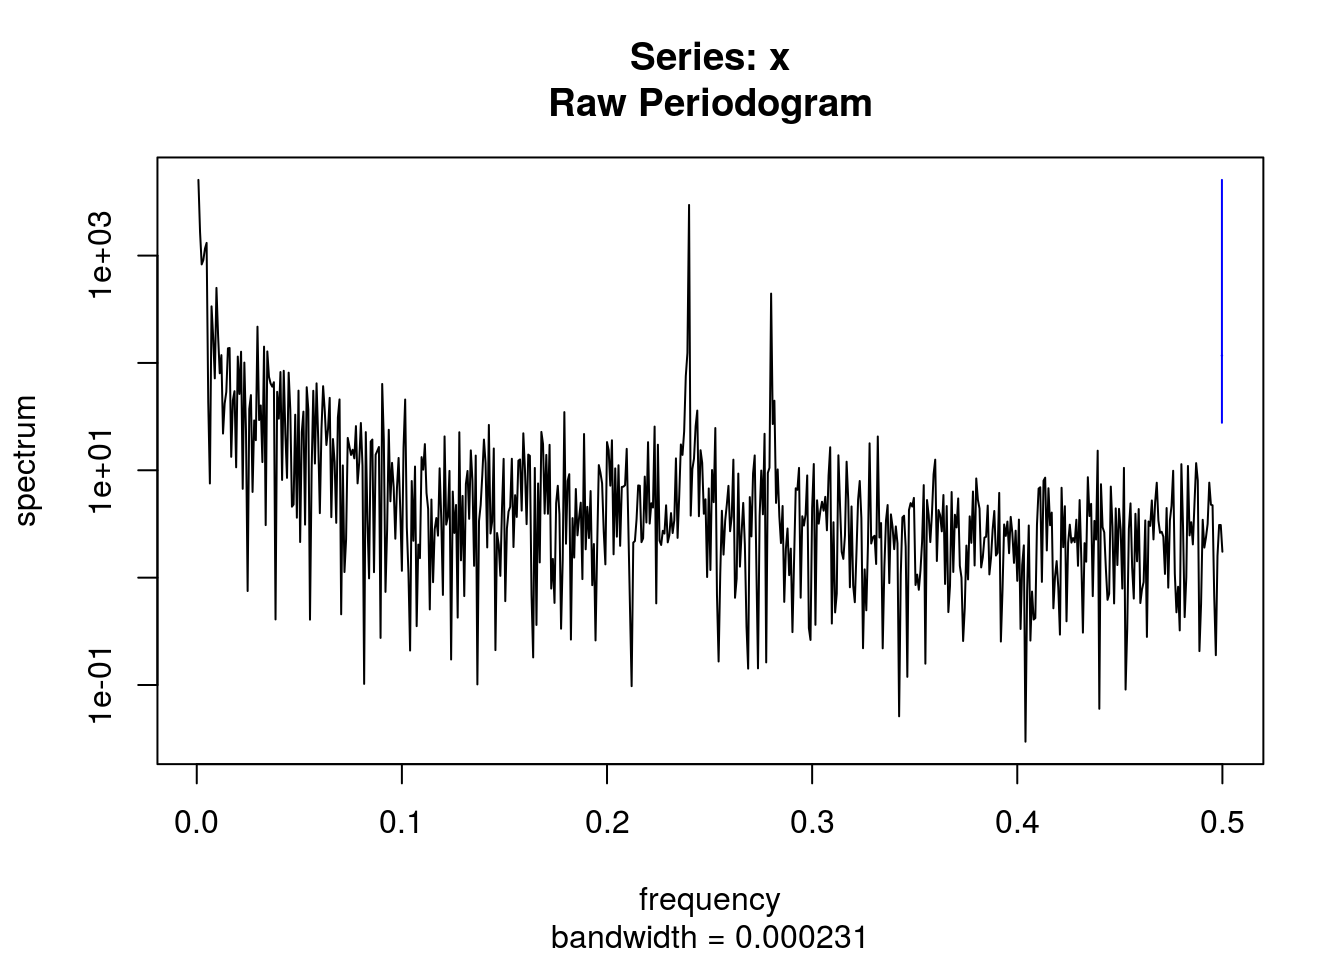 Series: x
Raw Periodogram
spectrum
1e+03
1e+01
1e-01
0.0 0.1 0.2 0.3 0.4 0.5
frequency
bandwidth = 0.000231